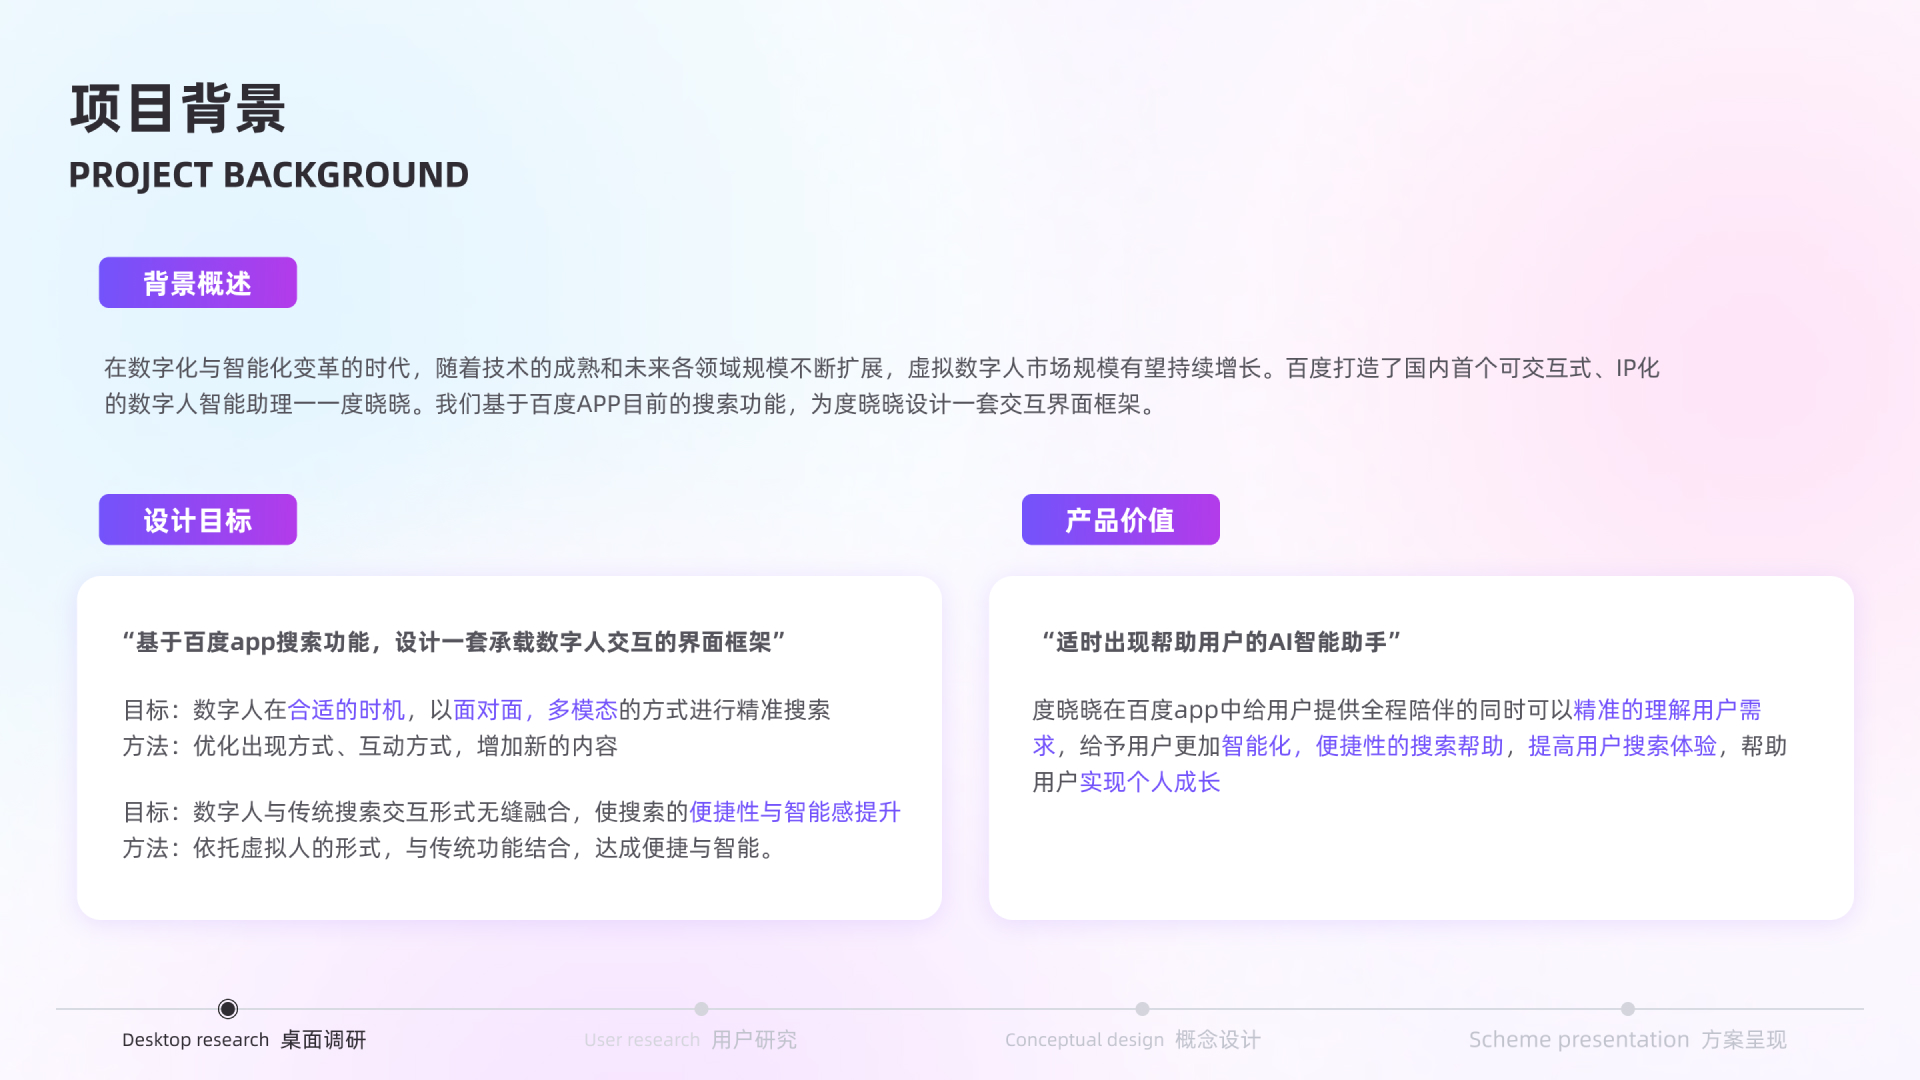 项目背景
PROJECT BACKGROUND
背景概述
在数字化与智能化变革的时代，随着技术的成熟和未来各领域规模不断扩展，虚拟数字人市场规模有望持续增长。百度打造了国内首个可交互式、IP化
的数字人智能助理一一度晓晓。我们基于百度APP目前的搜索功能，为度晓晓设计一套交互界面框架。
设计目标
“基于百度app搜索功能，设计一套承载数字人交互的界面框架”
目标：数字人在合适的时机，以面对面，多模态的方式进行精准搜索
方法：优化出现方式、互动方式，增加新的内容
目标：数字人与传统搜索交互形式无缝融合，使搜索的便捷性与智能感提升
方法：依托虚拟人的形式，与传统功能结合，达成便捷与智能。
产品价值
“适时出现帮助用户的AI智能助手”
度晓晓在百度app中给用户提供全程陪伴的同时可以精准的理解用户需
求，给予用户更加智能化，便捷性的搜索帮助，提高用户搜索体验，帮助
用户实现个人成长
Desktop research 桌面调研
User research 用户研究
Conceptual design 概念设计
Scheme presentation 方案呈现